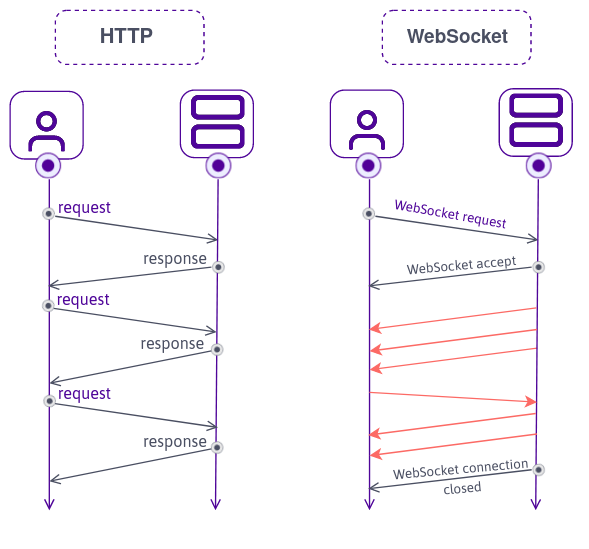 HTTP
request
response
request
response
request
response
WebSocket
WebSocket request
WebSocket accept
WebSocket connection
closed